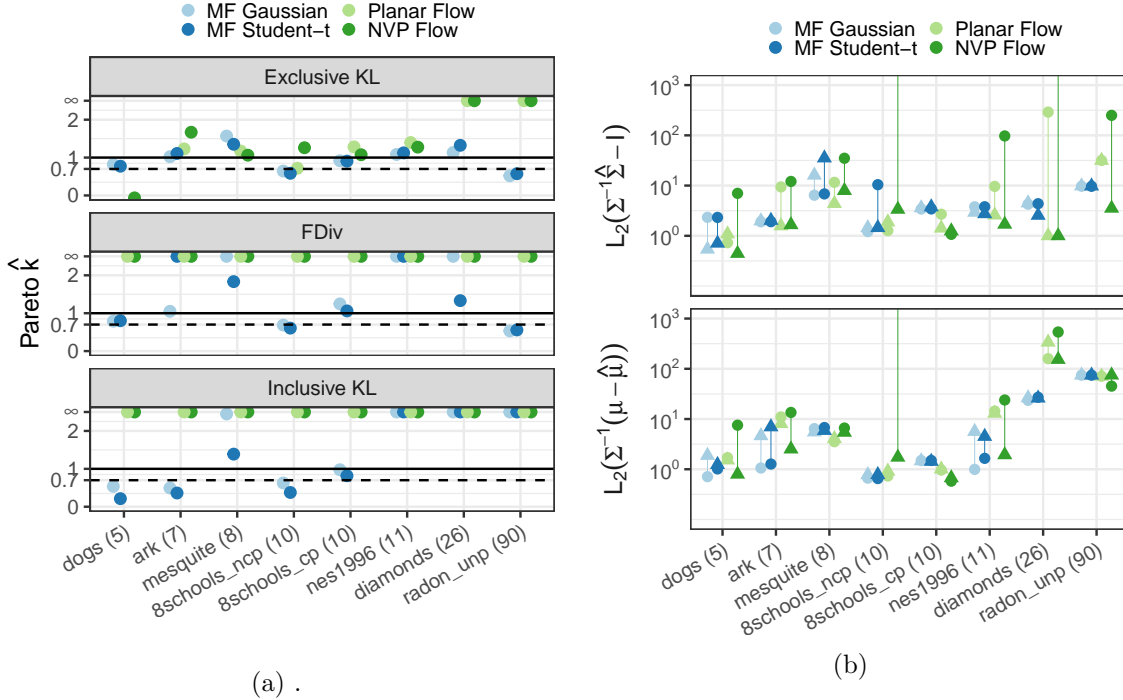 MF Gaussian
MF Student−t
Planar Flow
NVP Flow
Exclusive KL
∞
2
1
0.7
0
FDiv
∞
2
1
0.7
0
Inclusive KL
∞
2
1
0.7
0
Pareto k̂
dogs (5)
ark (7)
mesquite (8)
8schools_ncp (10)
8schools_cp (10)
nes1996 (11)
diamonds (26)
radon_unp (90)
(a) .
MF Gaussian
MF Student−t
Planar Flow
NVP Flow
L₂(Σ⁻¹Σ̂ − I)
10³
10²
10¹
10⁰
L₂(Σ⁻¹(μ − μ̂))
10³
10²
10¹
10⁰
dogs (5)
ark (7)
mesquite (8)
8schools_ncp (10)
8schools_cp (10)
nes1996 (11)
diamonds (26)
radon_unp (90)
(b)